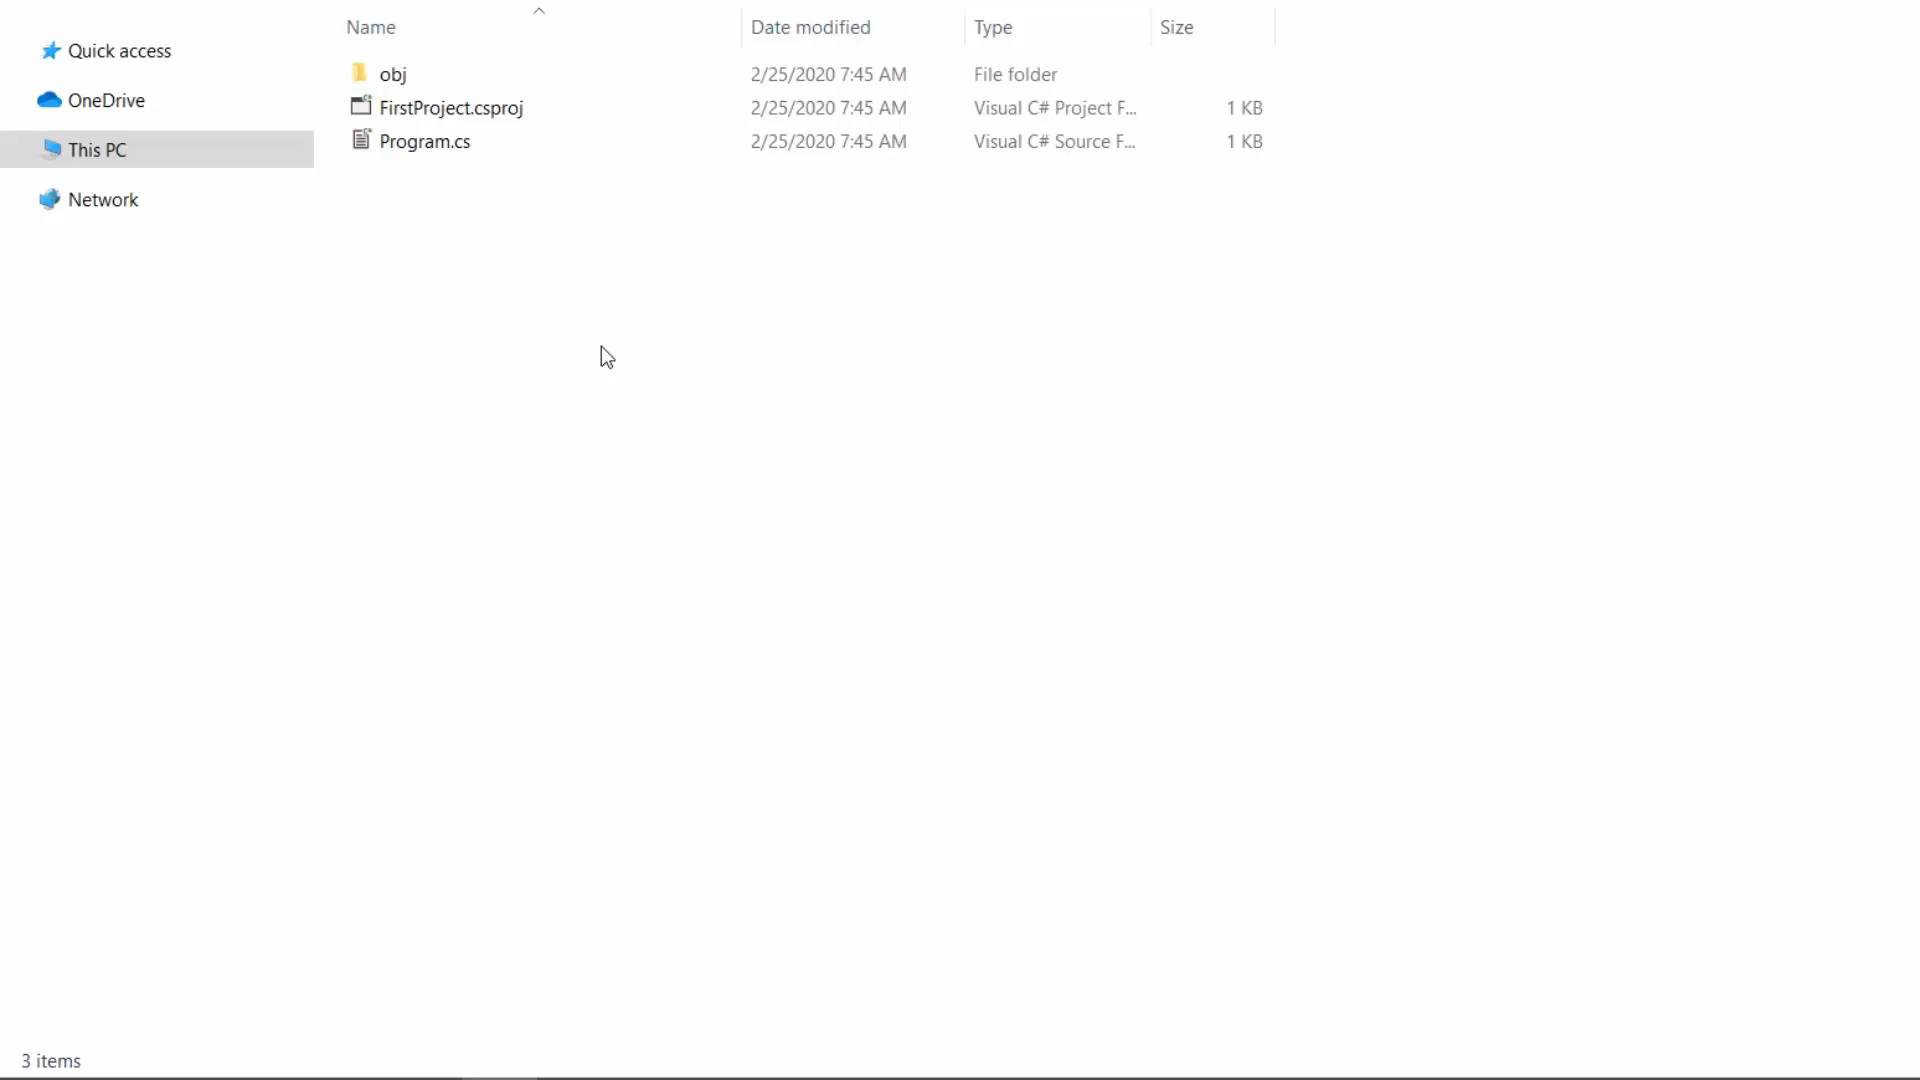 Name Date modified Type Size
Quick access
OneDrive
This PC
Network
obj 2/25/2020 7:45 AM File folder
FirstProject.csproj 2/25/2020 7:45 AM Visual C# Project F... 1 KB
Program.cs 2/25/2020 7:45 AM Visual C# Source F... 1 KB
3 items